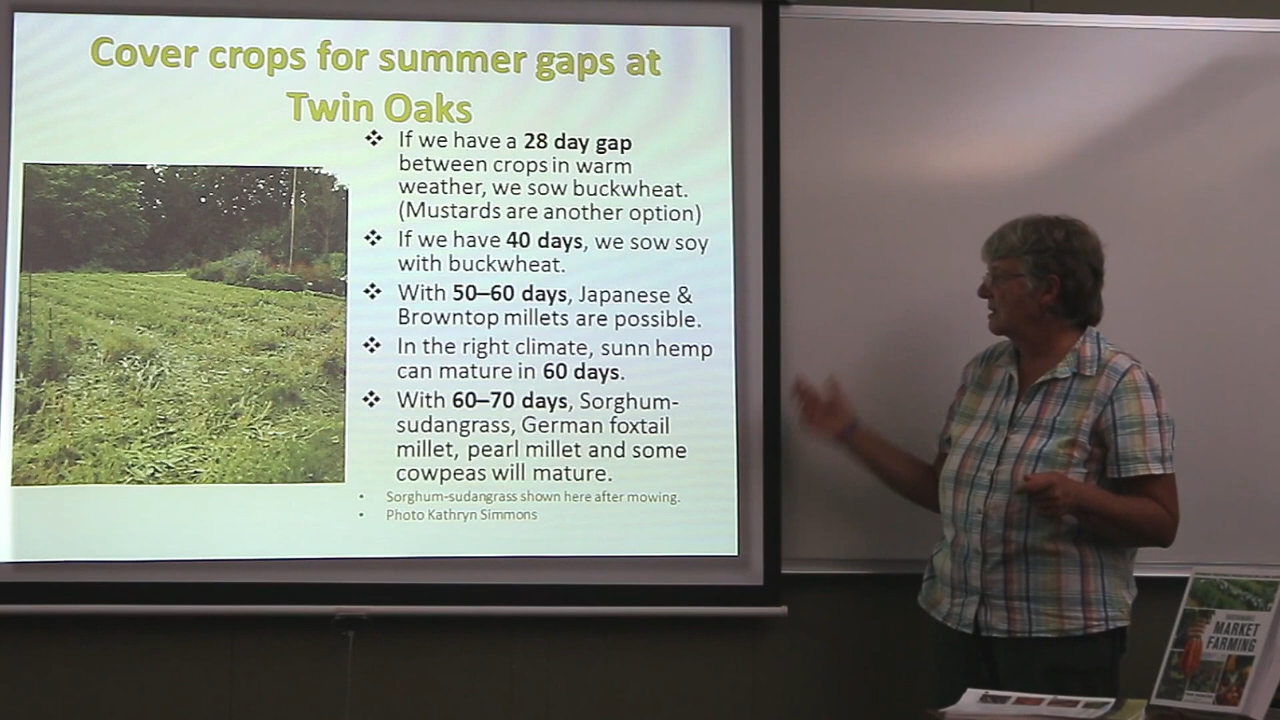 Cover crops for summer gaps at
Twin Oaks
❖ If we have a 28 day gap
between crops in warm
weather, we sow buckwheat.
(Mustards are another option)
❖ If we have 40 days, we sow soy
with buckwheat.
❖ With 50–60 days, Japanese &
Browntop millets are possible.
❖ In the right climate, sunn hemp
can mature in 60 days.
❖ With 60–70 days, Sorghum-
sudangrass, German foxtail
millet, pearl millet and some
cowpeas will mature.
• Sorghum-sudangrass shown here after mowing.
• Photo Kathryn Simmons
MARKET
FARMING